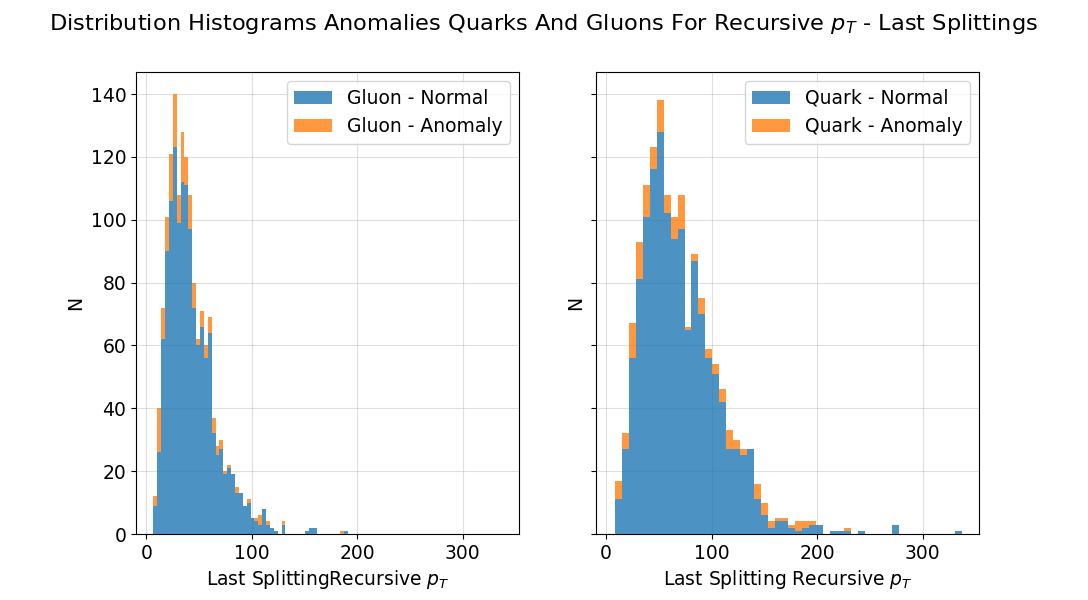 Distribution Histograms Anomalies Quarks And Gluons For Recursive $p_T$ - Last Splittings
Gluon - Normal
Gluon - Anomaly
140
120
100
80
60
40
20
0
N
0 100 200 300
Last SplittingRecursive $p_T$
Quark - Normal
Quark - Anomaly
N
0 100 200 300
Last Splitting Recursive $p_T$